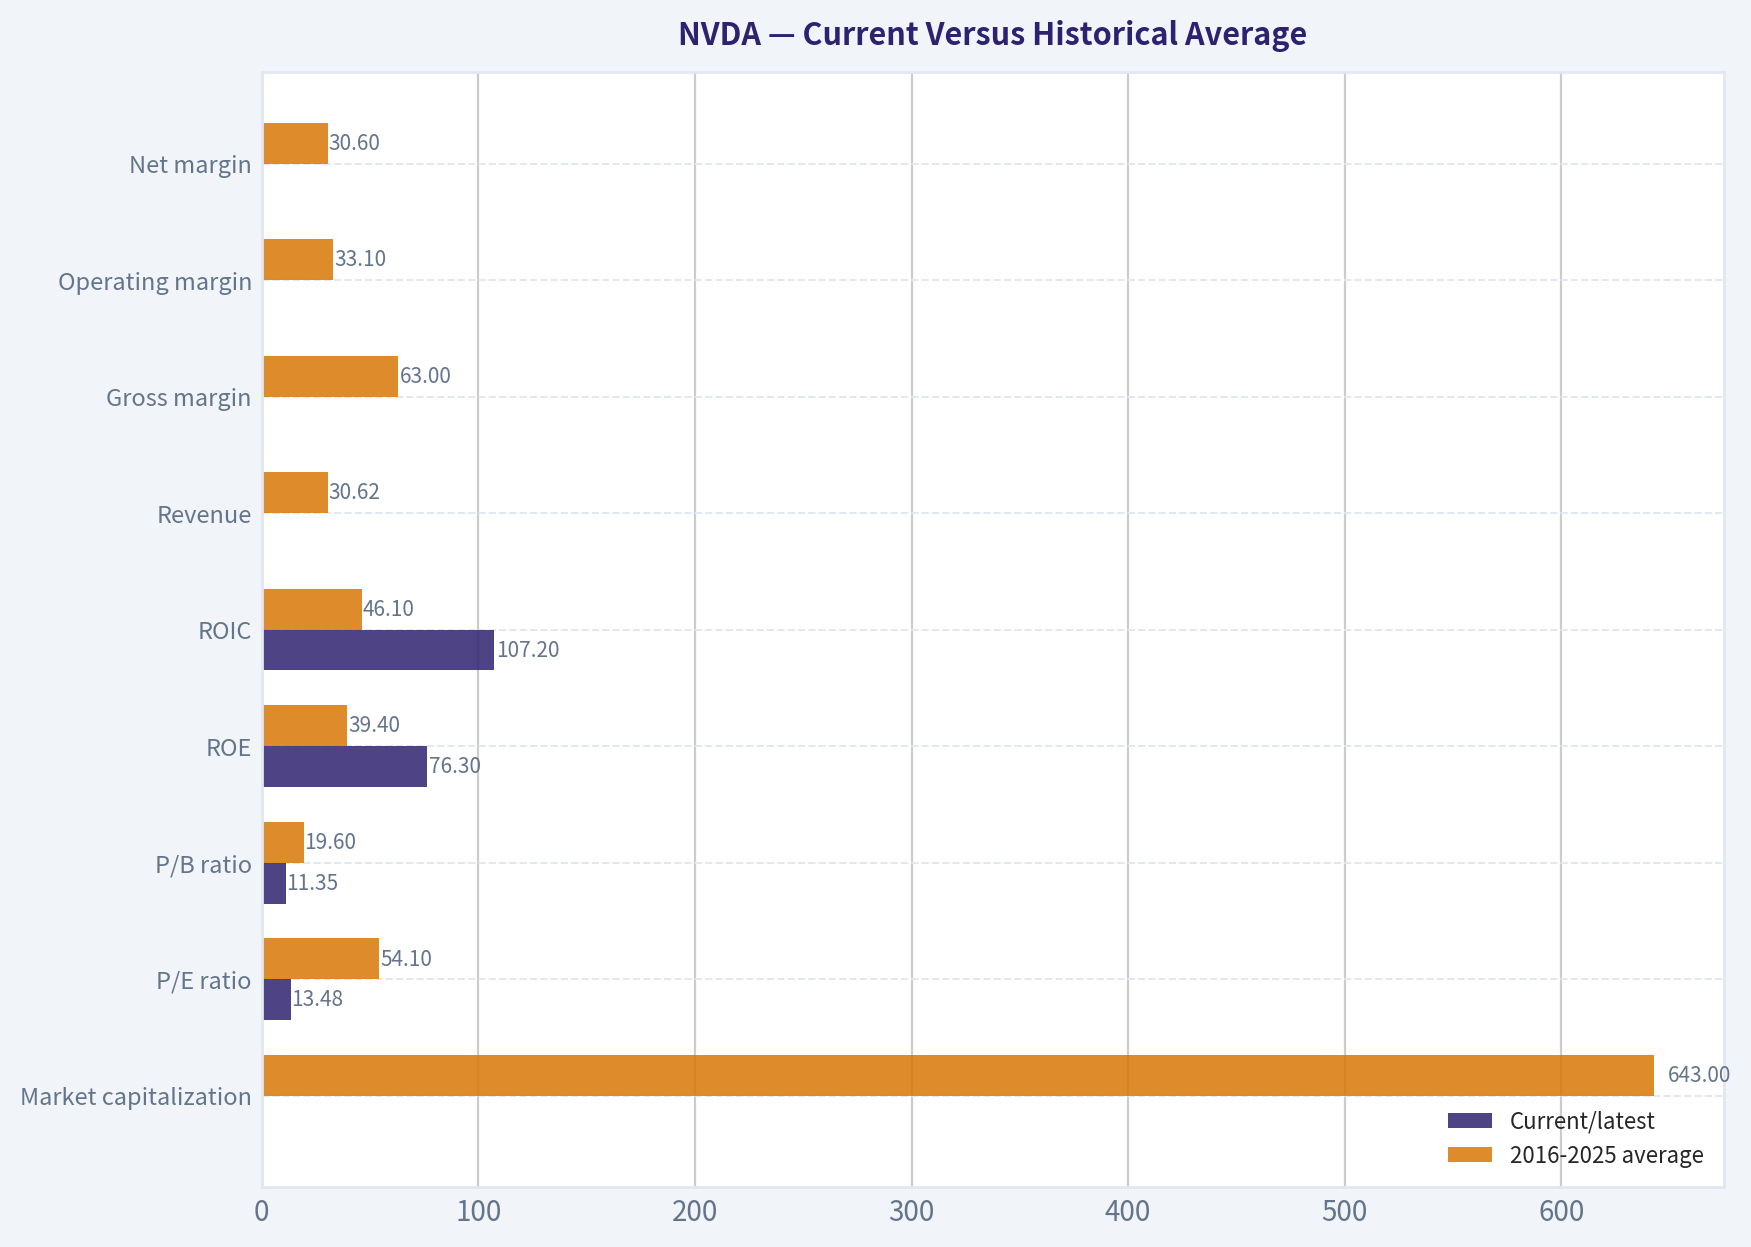 NVDA — Current Versus Historical Average
Net margin
30.60
Operating margin
33.10
Gross margin
63.00
Revenue
30.62
ROIC
46.10
107.20
ROE
39.40
76.30
P/B ratio
19.60
11.35
P/E ratio
54.10
13.48
Market capitalization
643.00
Current/latest
2016-2025 average
0 100 200 300 400 500 600